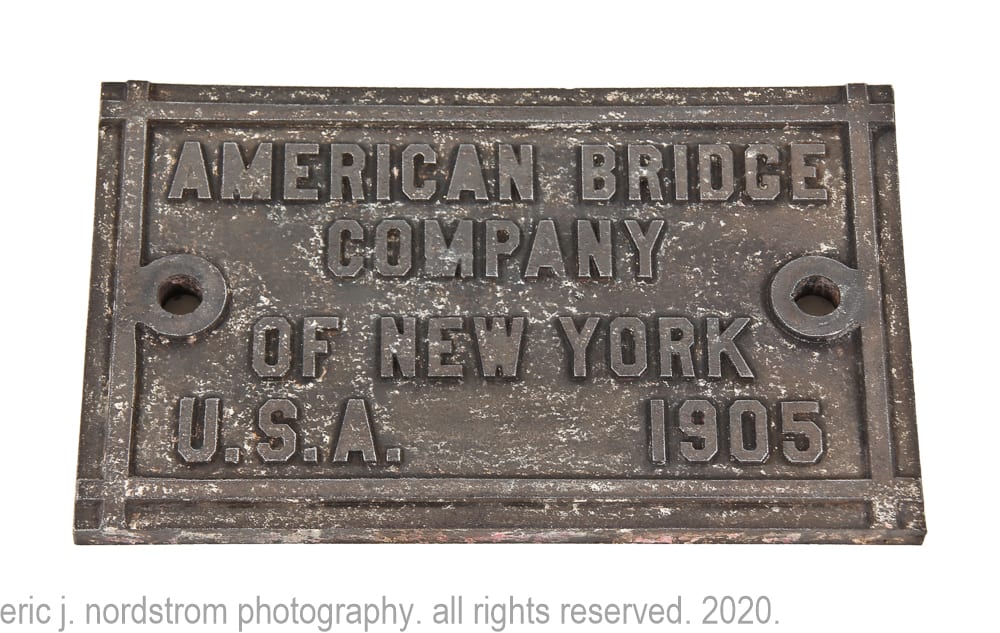 AMERICAN BRIDGE
COMPANY
OF NEW YORK
U.S.A. 1905
eric j. nordstrom photography. all rights reserved. 2020.